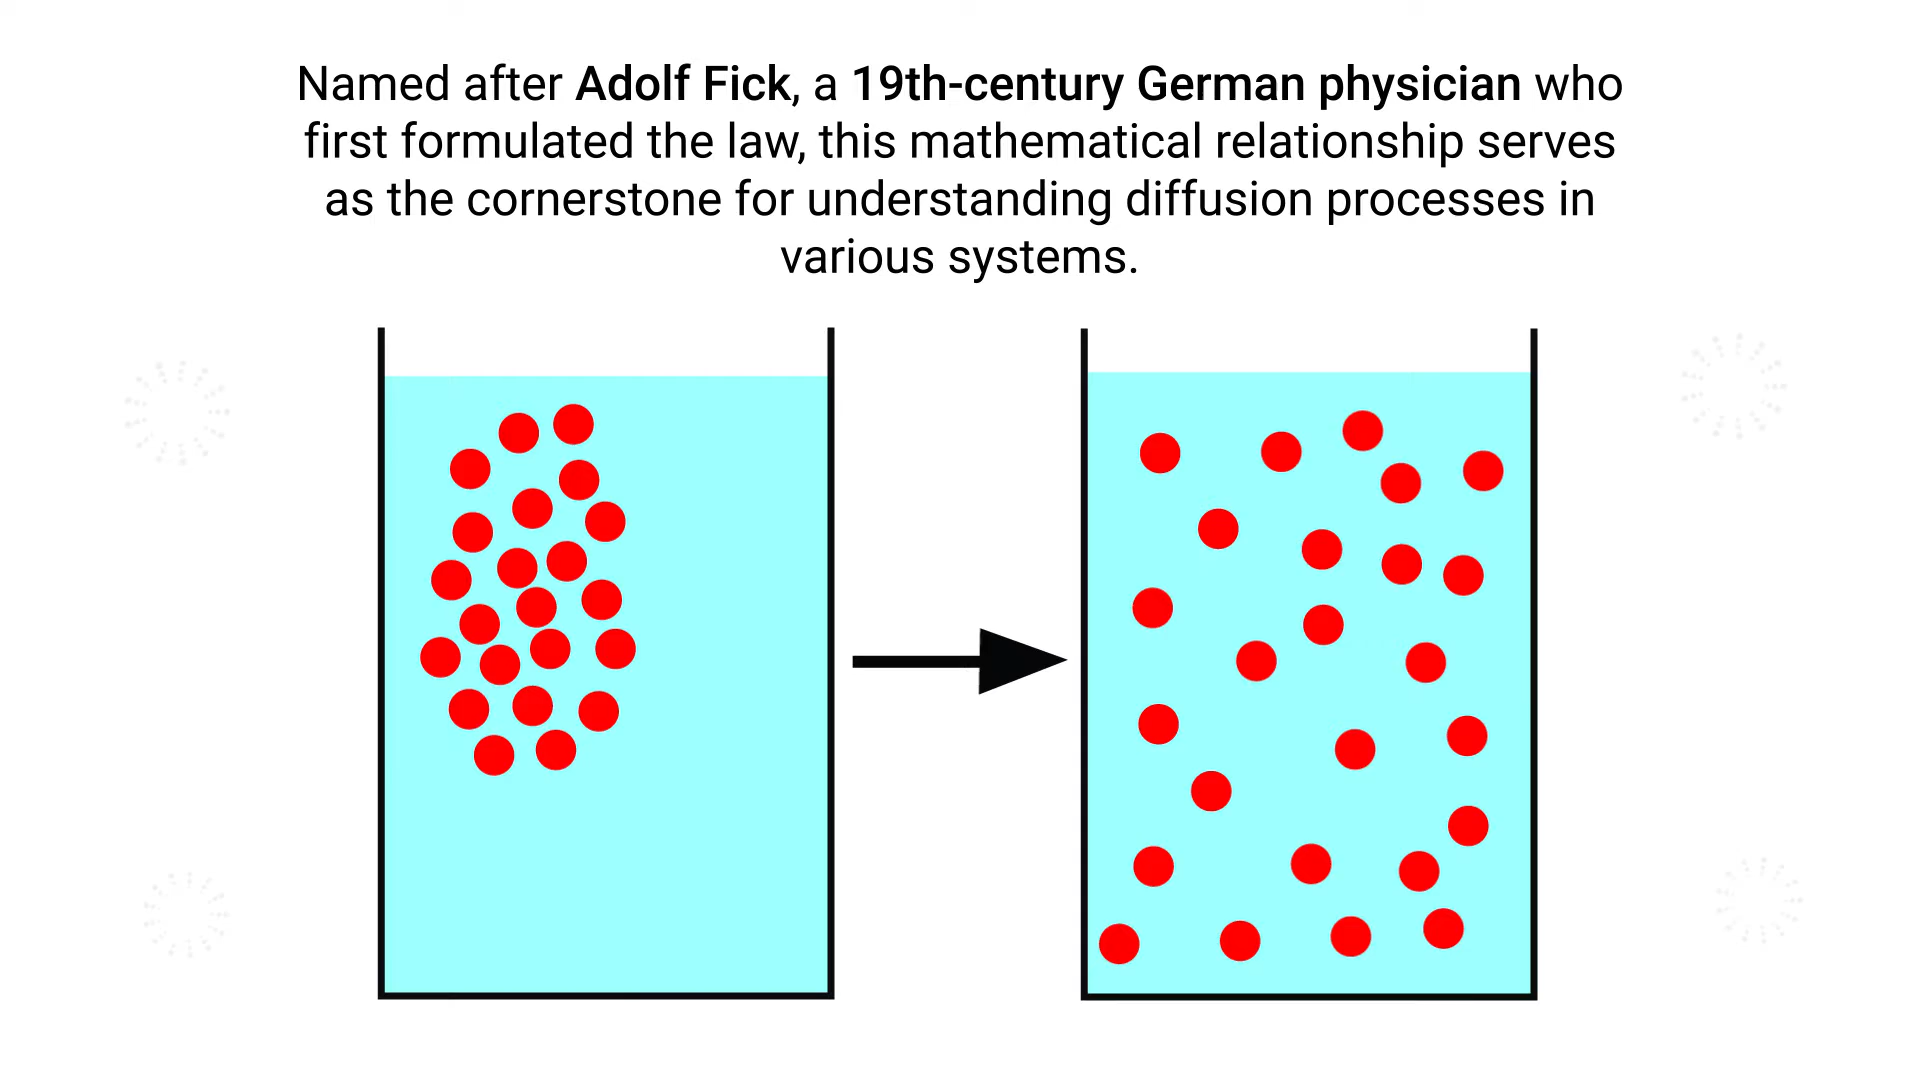 Named after Adolf Fick, a 19th-century German physician who
first formulated the law, this mathematical relationship serves
as the cornerstone for understanding diffusion processes in
various systems.